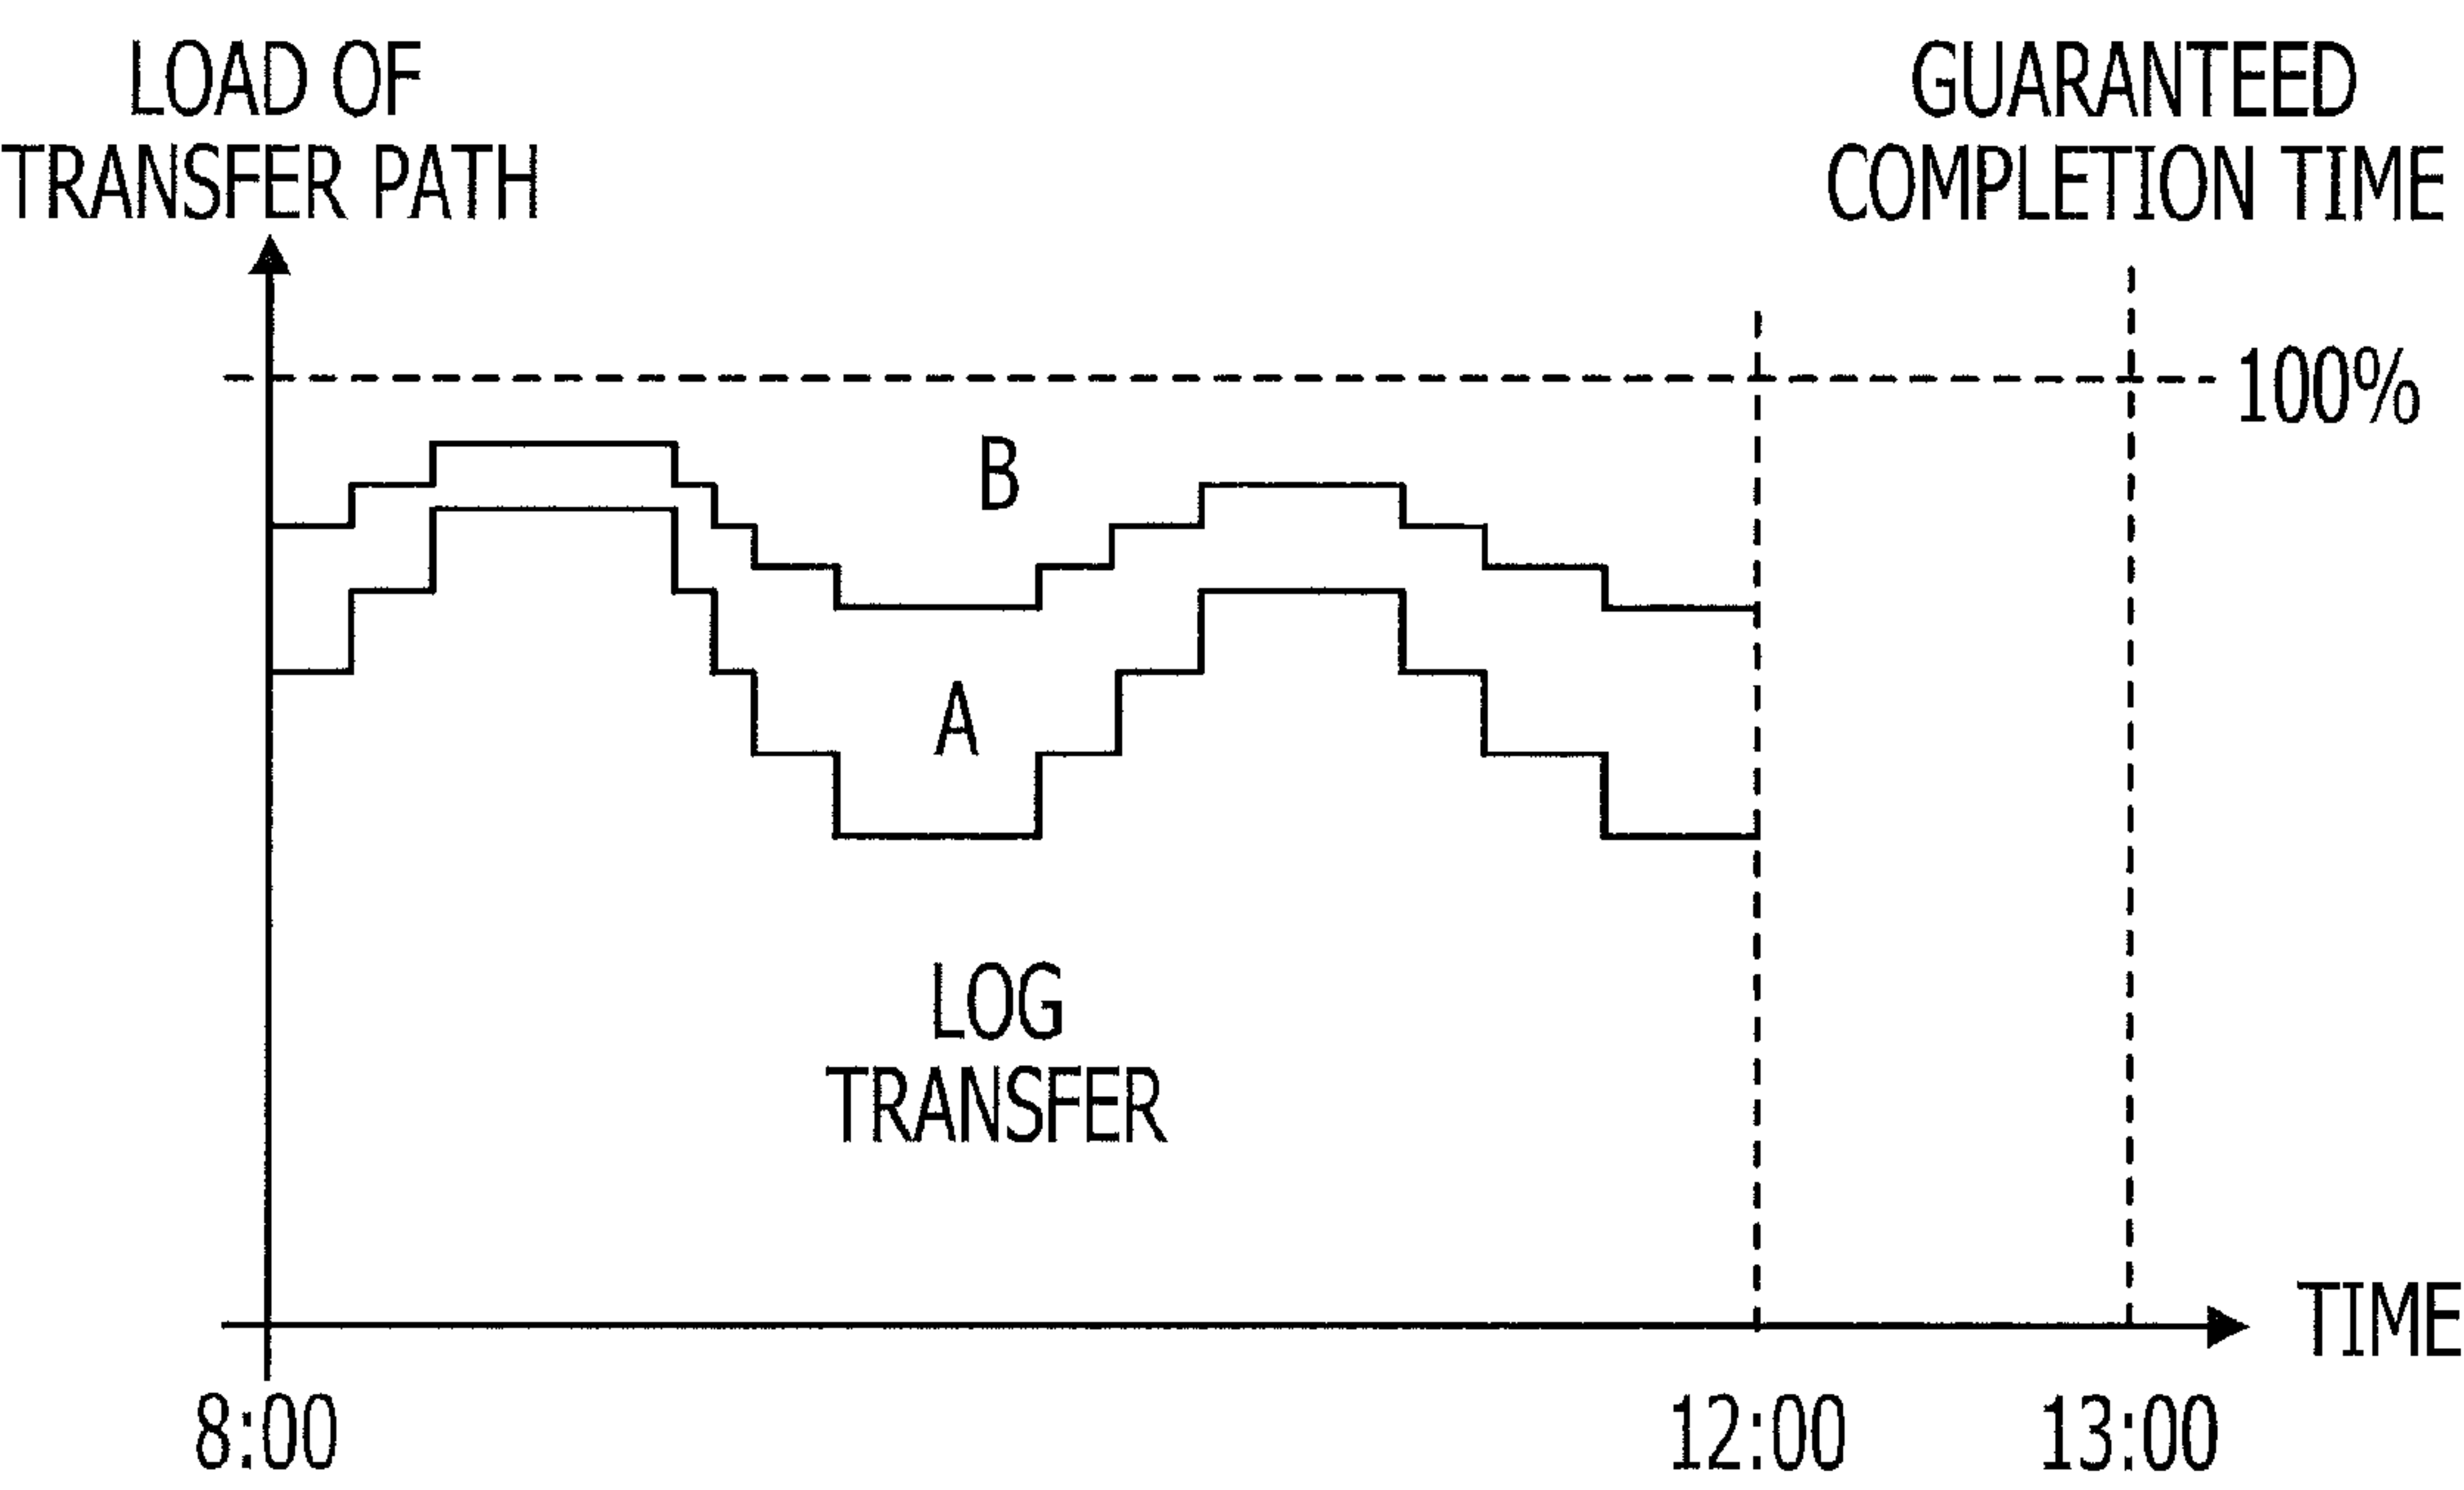 LOAD OF
TRANSFER PATH
GUARANTEED
COMPLETION TIME
100%
B
A
LOG
TRANSFER
TIME
8:00
12:00
13:00